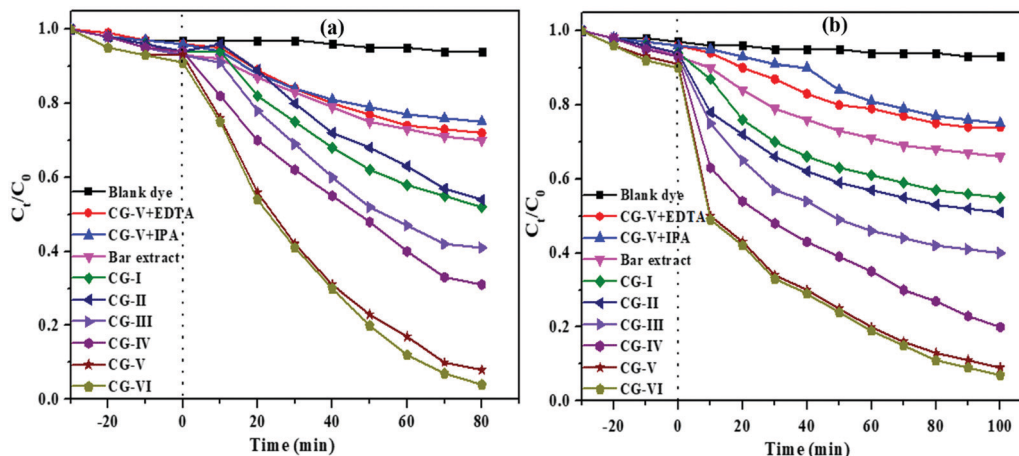 (a)
1.0
0.8
0.6
0.4
0.2
0.0
Ct/C0
Blank dye
CG-V+EDTA
CG-V+IPA
Bar extract
CG-I
CG-II
CG-III
CG-IV
CG-V
CG-VI
-20 0 20 40 60 80
Time (min)
(b)
1.0
0.8
0.6
0.4
0.2
0.0
Ct/C0
Blank dye
CG-V+EDTA
CG-V+IPA
Bar extract
CG-I
CG-II
CG-III
CG-IV
CG-V
CG-VI
-20 0 20 40 60 80 100
Time (min)